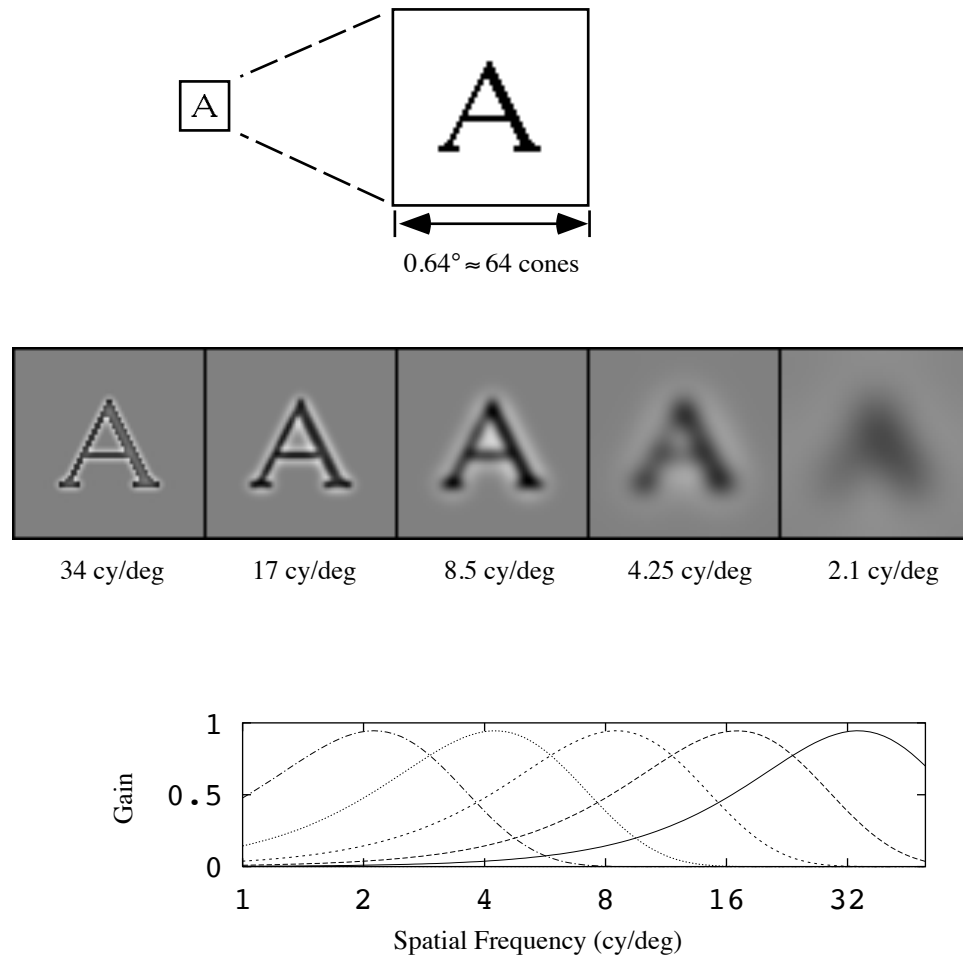 A
A
0.64° ≈ 64 cones
A A A A A
34 cy/deg 17 cy/deg 8.5 cy/deg 4.25 cy/deg 2.1 cy/deg
1
Gain
0.5
0
1 2 4 8 16 32
Spatial Frequency (cy/deg)